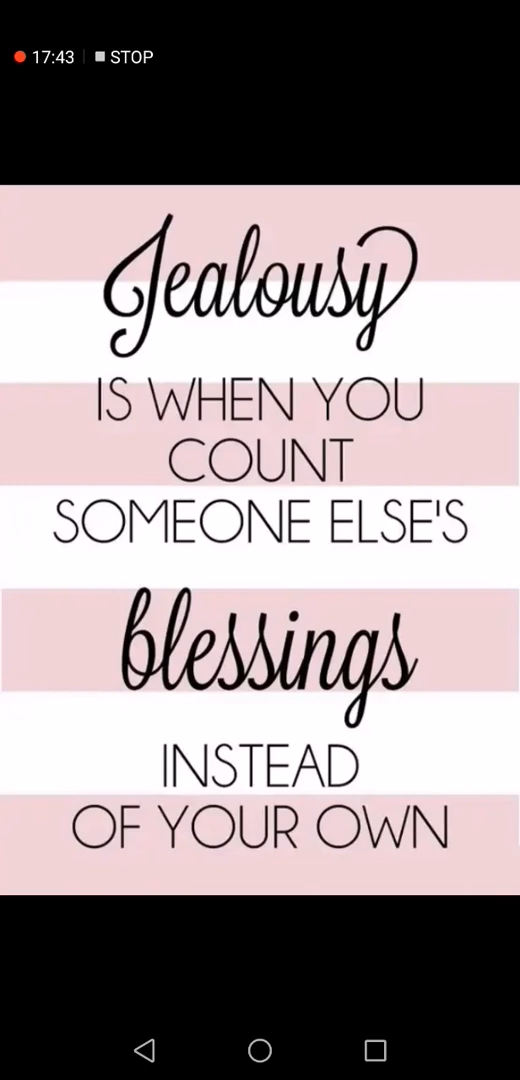 17:43 STOP
Jealousy
IS WHEN YOU
COUNT
SOMEONE ELSE'S
blessings
INSTEAD
OF YOUR OWN